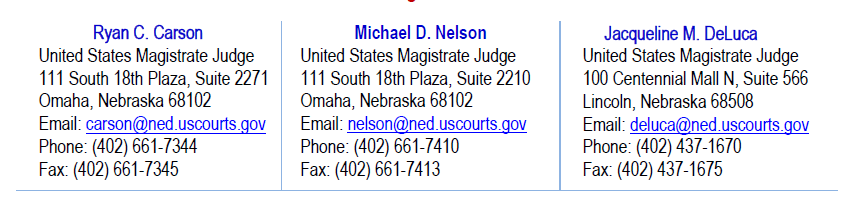 Ryan C. Carson
United States Magistrate Judge
111 South 18th Plaza, Suite 2271
Omaha, Nebraska 68102
Email: carson@ned.uscourts.gov
Phone: (402) 661-7344
Fax: (402) 661-7345
Michael D. Nelson
United States Magistrate Judge
111 South 18th Plaza, Suite 2210
Omaha, Nebraska 68102
Email: nelson@ned.uscourts.gov
Phone: (402) 661-7410
Fax: (402) 661-7413
Jacqueline M. DeLuca
United States Magistrate Judge
100 Centennial Mall N, Suite 566
Lincoln, Nebraska 68508
Email: deluca@ned.uscourts.gov
Phone: (402) 437-1670
Fax: (402) 437-1675